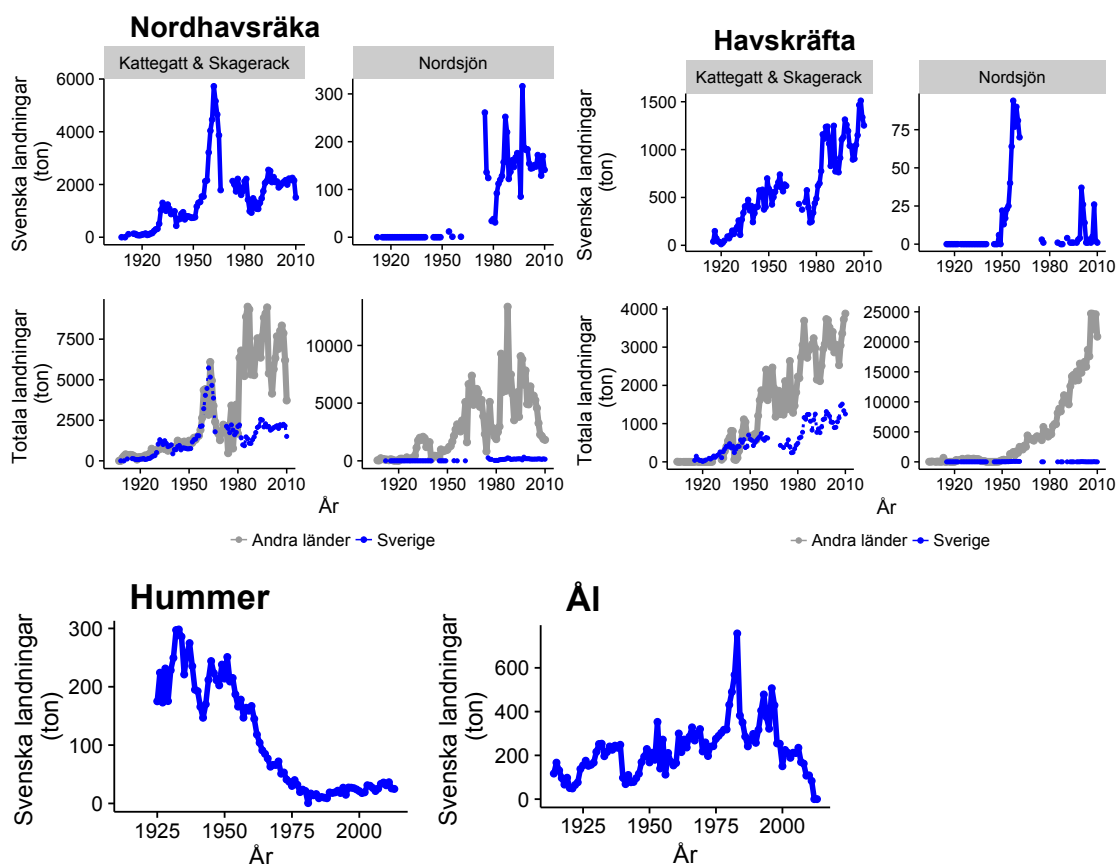 Nordhavsräka
Kattegatt & Skagerack
Nordsjön
Svenska landningar
(ton)
6000
4000
2000
0
1920
1950
1980
2010
300
200
100
0
1920
1950
1980
2010
Totala landningar
(ton)
7500
5000
2500
0
1920
1950
1980
2010
10000
5000
0
1920
1950
1980
2010
År
Andra länder
Sverige
Havskräfta
Kattegatt & Skagerack
Nordsjön
Svenska landningar
(ton)
1500
1000
500
0
1920
1950
1980
2010
75
50
25
0
1920
1950
1980
2010
Totala landningar
(ton)
4000
3000
2000
1000
0
1920
1950
1980
2010
25000
20000
15000
10000
5000
0
1920
1950
1980
2010
År
Andra länder
Sverige
Hummer
Svenska landningar
(ton)
300
200
100
0
1925
1950
1975
2000
År
Ål
Svenska landningar
(ton)
600
400
200
0
1925
1950
1975
2000
År